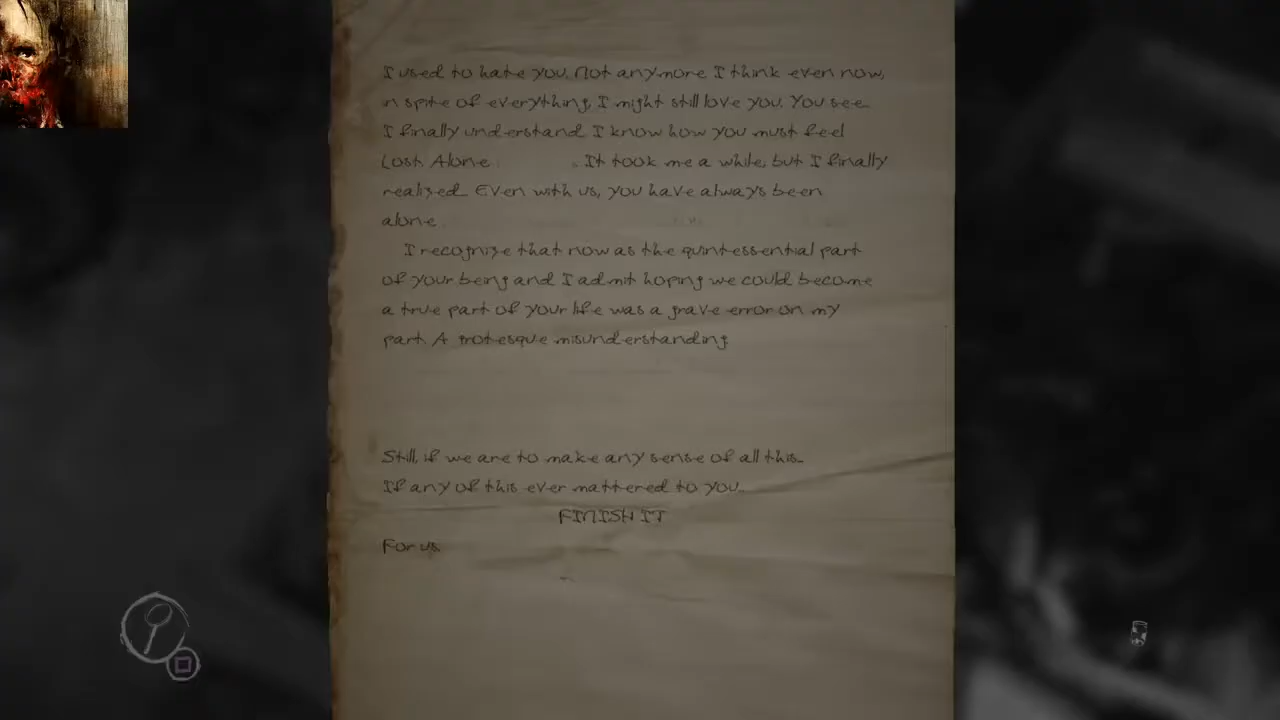 I used to hate you. Not anymore I think even now,
in spite of everything, I might still love you. You see..
I finally understand. I know how you must feel
Lost. Alone. It took me a while, but I finally
realized.. Even with us, you have always been
alone.
I recognize that now as the quintessential part
of your being and I admit hoping we could become
a true part of your life was a grave error on my
part. A grotesque misunderstanding
Still, if we are to make any sense of all this..
If any of this ever mattered to you..
FINISH IT
For us.